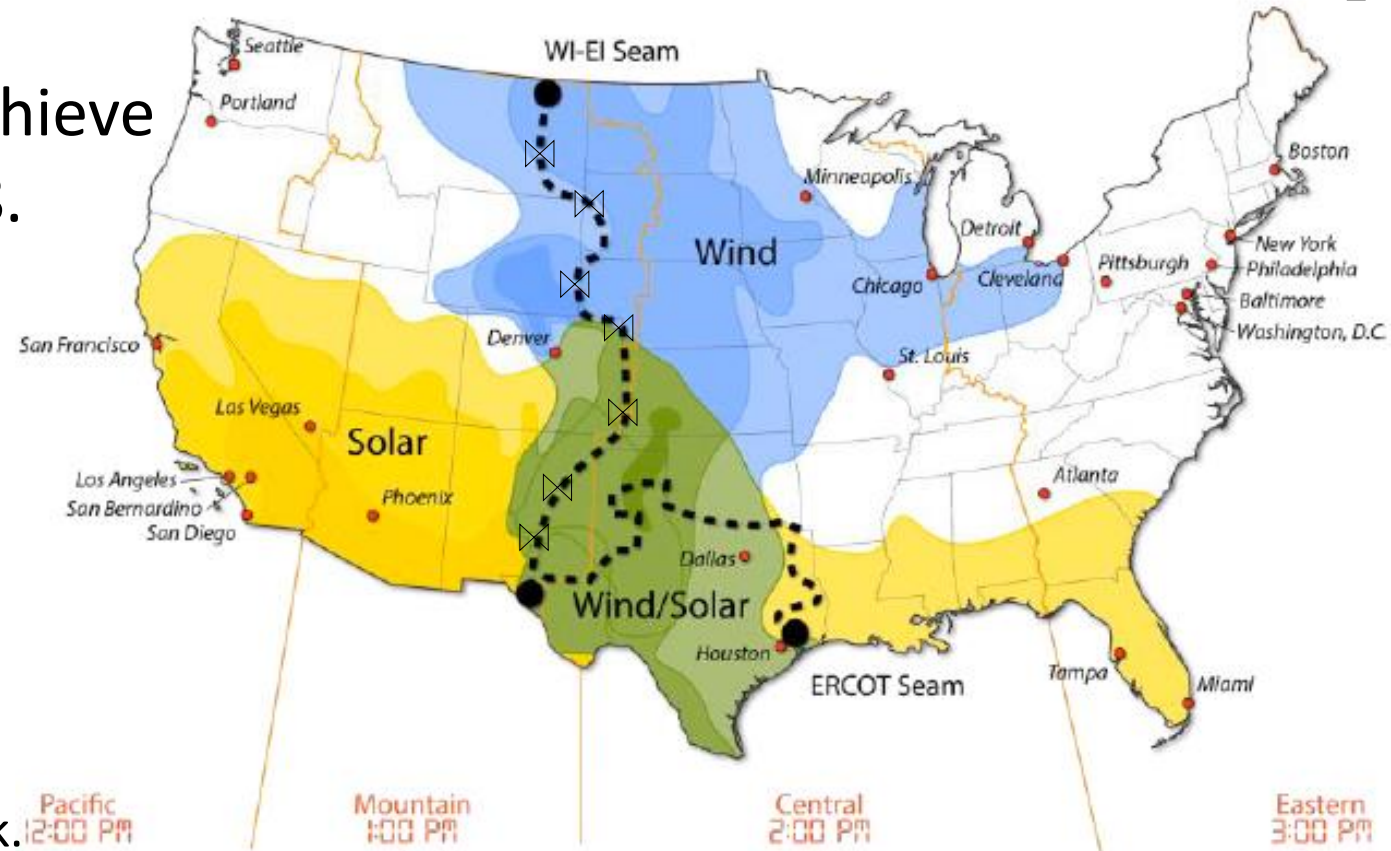 WI-EI Seam
Seattle
chieve
Portland
Boston
Minneapolis
Detroit
New York
Wind
Pittsburgh
Philadelphia
Chicago
Cleveland
Baltimore
Washington, D.C.
Denver
San Francisco
St. Louis
Las Vegas
Solar
Los Angeles
Phoenix
Atlanta
San Bernardino
San Diego
Dallas
Wind/Solar
Houston
Tampa
ERCOT Seam
Miami
Pacific
12:00 PM
Mountain
1:00 PM
Central
2:00 PM
Eastern
3:00 PM